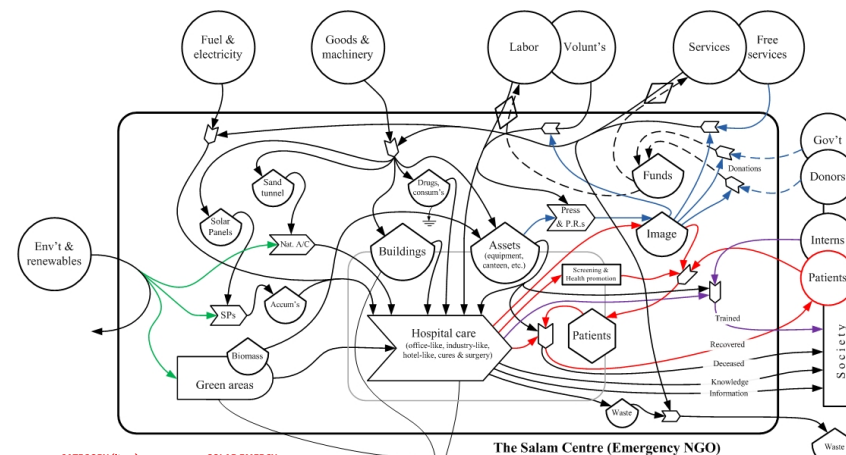 Fuel &
electricity
Goods &
machinery
Labor
Volunt's
Services
Free
services
Gov't
Donors
Donations
Funds
Sand
tunnel
Drugs,
consum's
Solar
Panels
Press
& P.R.s
Image
Interns
Env't &
renewables
Nat. A/C
Buildings
Assets
(equipment,
canteen, etc.)
Screening &
Health promotion
Patients
SPs
Accum's
Trained
Hospital care
(office-like, industry-like,
hotel-like, cures & surgery)
Patients
Recovered
Society
Biomass
Green areas
Deceased
Knowledge
Information
Waste
Waste
The Salam Centre (Emergency NGO)